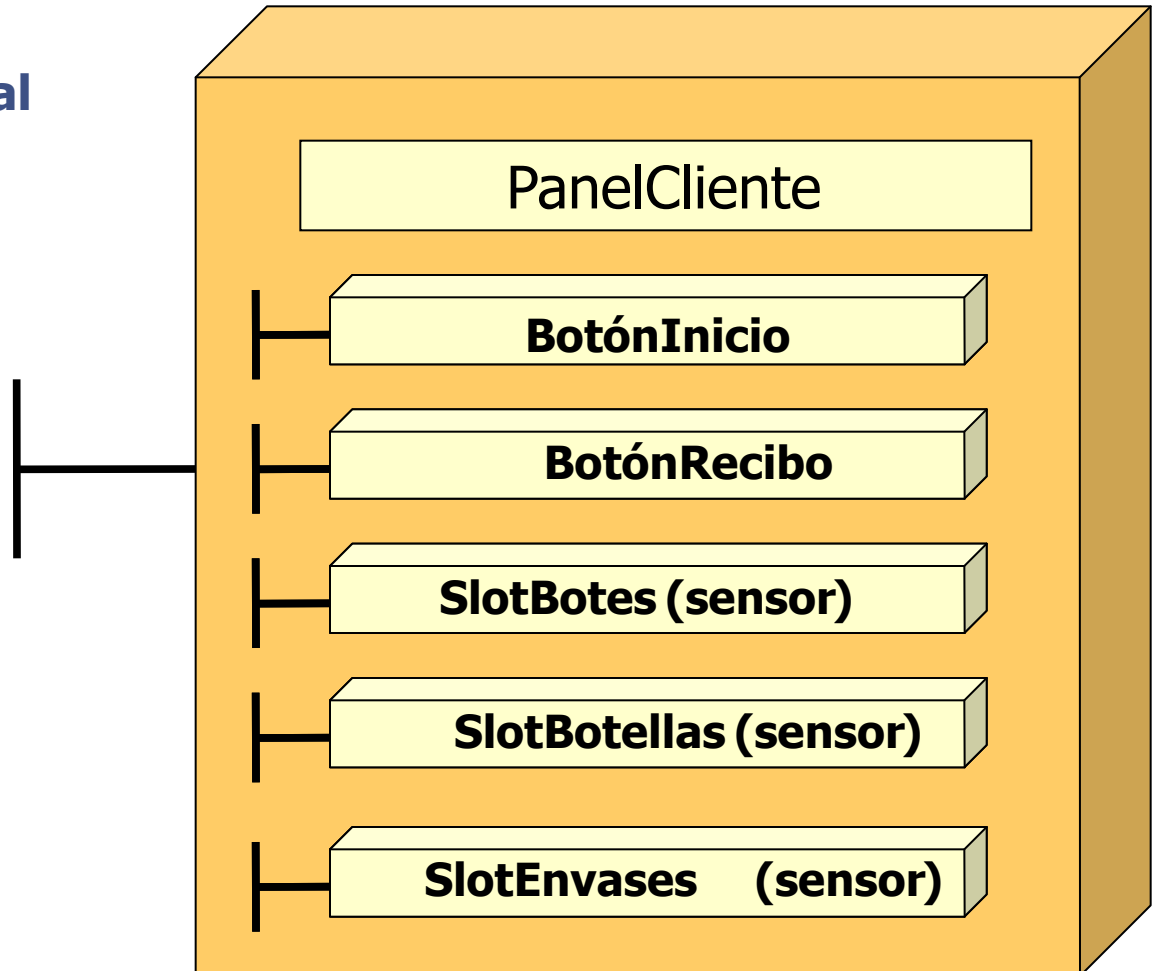 al
PanelCliente
BotónInicio
BotónRecibo
SlotBotes (sensor)
SlotBotellas (sensor)
SlotEnvases (sensor)